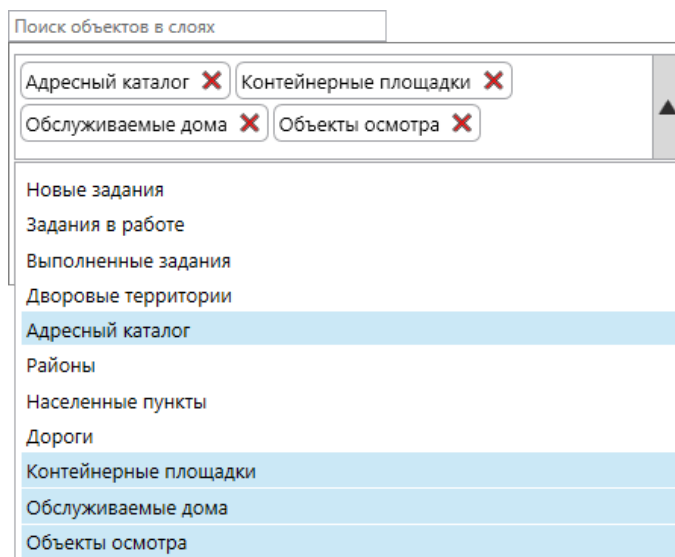 Поиск объектов в слоях
Адресный каталог Контейнерные площадки
Обслуживаемые дома Объекты осмотра
Новые задания
Задания в работе
Выполненные задания
Дворовые территории
Адресный каталог
Районы
Населенные пункты
Дороги
Контейнерные площадки
Обслуживаемые дома
Объекты осмотра